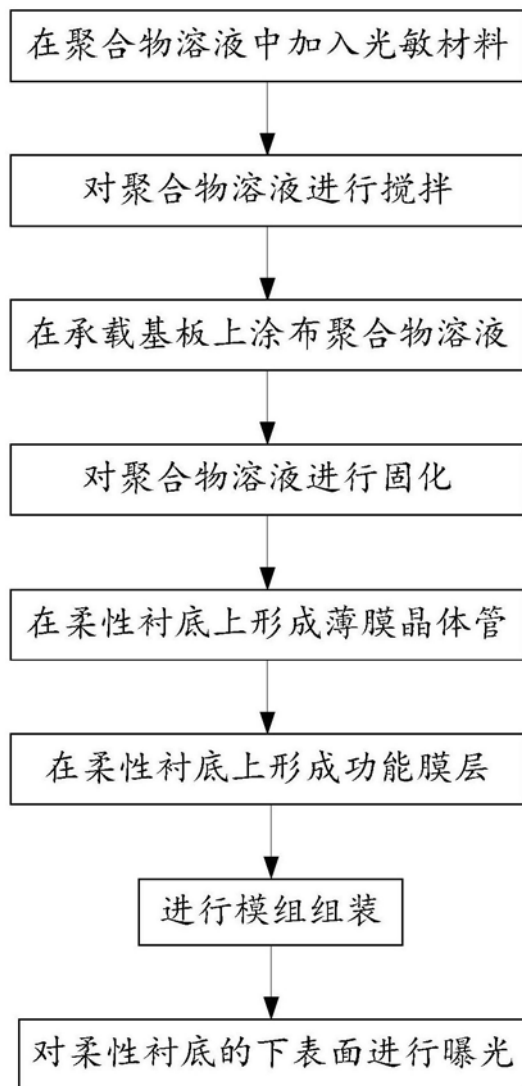 在聚合物溶液中加入光敏材料
对聚合物溶液进行搅拌
在承载基板上涂布聚合物溶液
对聚合物溶液进行固化
在柔性衬底上形成薄膜晶体管
在柔性衬底上形成功能膜层
进行模组组装
对柔性衬底的下表面进行曝光